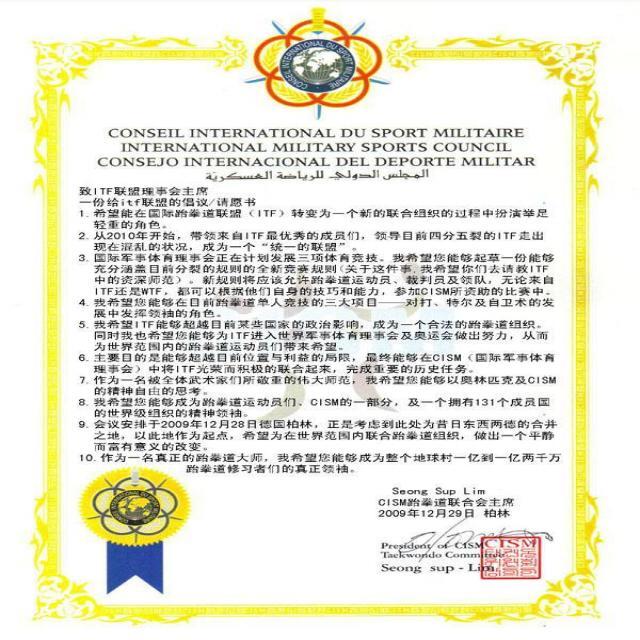 CONSEIL INTERNATIONAL DU SPORT MILITAIRE
CONSEIL INTERNATIONAL DU SPORT MILITAIRE
INTERNATIONAL MILITARY SPORTS COUNCIL
CONSEJO INTERNACIONAL DEL DEPORTE MILITAR
المجلس الدولي للرياضة العسكرية
致ITF联盟理事会主席
一份给itf联盟的倡议/请愿书
1. 希望能在国际跆拳道联盟（ITF）转变为一个新的联合组织的过程中扮演举足
轻重的角色。
2. 从2010年开始，带领来自ITF最优秀的成员们，领导目前四分五裂的ITF走出
现在混乱的状况，成为一个“统一的联盟”。
3. 国际军事体育理事会正在计划发展三项体育竞技。我希望您能够起草一份能够
充分涵盖目前分裂的规则的全新竞赛规则(关于这件事，我希望你们去请教ITF
中的资深师范)。新规则将应该允许跆拳道运动员、裁判员及领队，无论来自
ITF还是WTF，都可以横我他们自身的技巧和能力，参加CISM所资助的比赛中。
4. 我希望您能够在目前跆拳道单人竞技的三大项目——对打、特尔及自卫术的发
展中发挥领袖的角色。
5. 我希望ITF能够超越目前某些国家的政治影响，成为一个合法的跆拳道组织。
同时我也希望您能够为ITF进入世界军事体育理事会及奥运会做出努力，从而
为世界范围内的跆拳道运动员们带来希望。
6. 主要目的是能够超越目前位置与利益的局限，最终能够在CISM（国际军事体育
理事会）中将ITF光荣而积极的联合起来，完成重要的历史任务。
7. 作为一名被全体武术家们所敬重的伟大师范，我希望您能够以奥林匹克及CISM
的精神自由的思考。
8. 我希望您能够成为跆拳道运动员们、CISM的一部分，及一个拥有131个成员国
的世界级组织的精神领袖。
9. 会议安排于2009年12月28日德国柏林，正是考虑到此处为昔日东西两德的合并
之地，以此地作为起点，希望为在世界范围内联合跆拳道组织，做出一个平静
而富有意义的改变。
10. 作为一名真正的跆拳道大师，我希望您能够成为整个地球村一亿到一亿两千万
跆拳道修习者们的真正领袖。
Seong Sup Lim
CISM跆拳道联合会主席
2009年12月29日 柏林
President of CISM
Taekwondo Committee
Seong sup - Lim
CISM